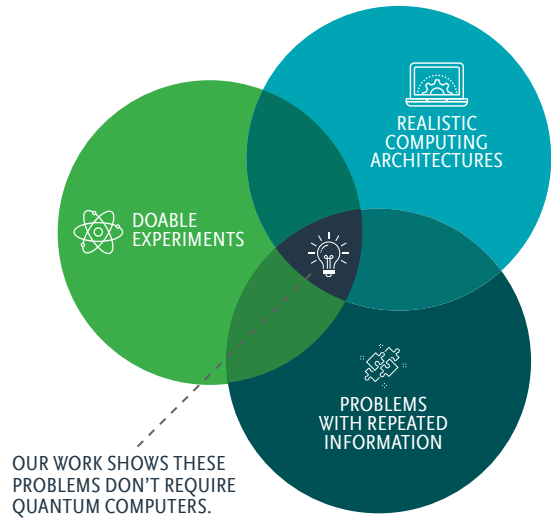 REALISTIC
COMPUTING
ARCHITECTURES
DOABLE
EXPERIMENTS
PROBLEMS
WITH REPEATED
INFORMATION
OUR WORK SHOWS THESE
PROBLEMS DON’T REQUIRE
QUANTUM COMPUTERS.